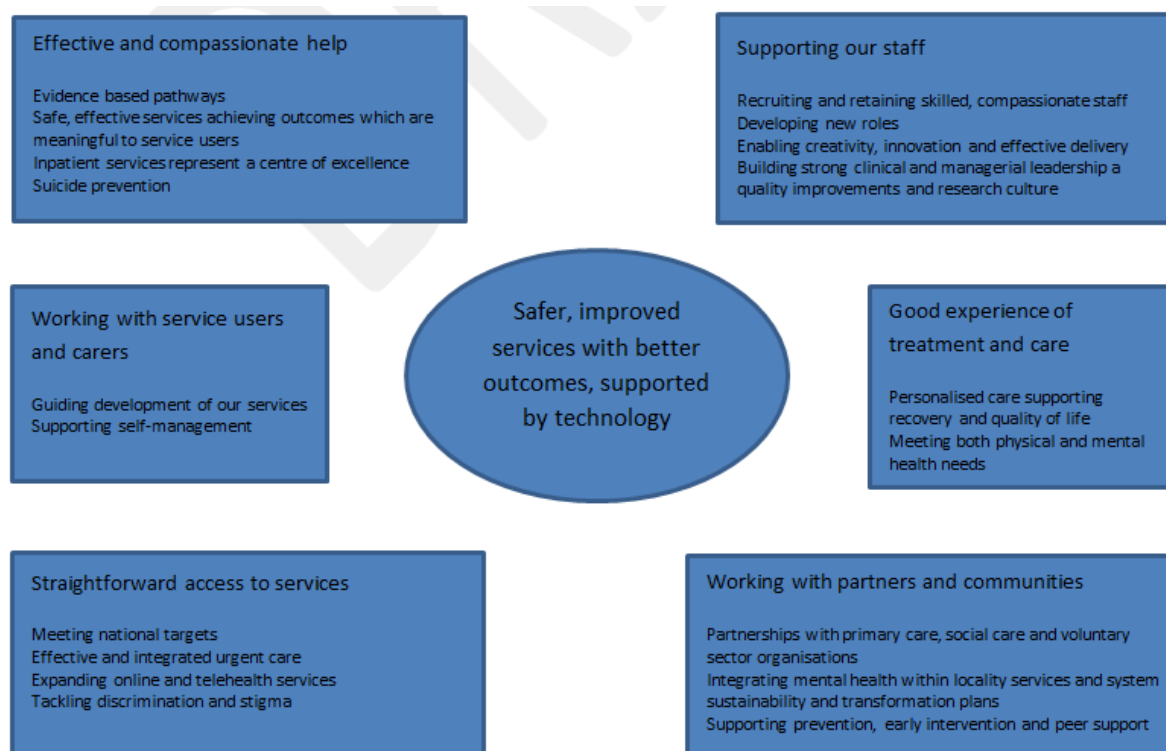 Effective and compassionate help
Evidence based pathways
Safe, effective services achieving outcomes which are
meaningful to service users
Inpatient services represent a centre of excellence
Suicide prevention
Supporting our staff
Recruiting and retaining skilled, compassionate staff
Developing new roles
Enabling creativity, innovation and effective delivery
Building strong clinical and managerial leadership a
quality improvements and research culture
Working with service users
and carers
Guiding development of our services
Supporting self-management
Safer, improved
services with better
outcomes, supported
by technology
Good experience of
treatment and care
Personalised care supporting
recovery and quality of life
Meeting both physical and mental
health needs
Straightforward access to services
Meeting national targets
Effective and integrated urgent care
Expanding online and telehealth services
Tackling discrimination and stigma
Working with partners and communities
Partnerships with primary care, social care and voluntary
sector organisations
Integrating mental health within locality services and system
sustainability and transformation plans
Supporting prevention, early intervention and peer support